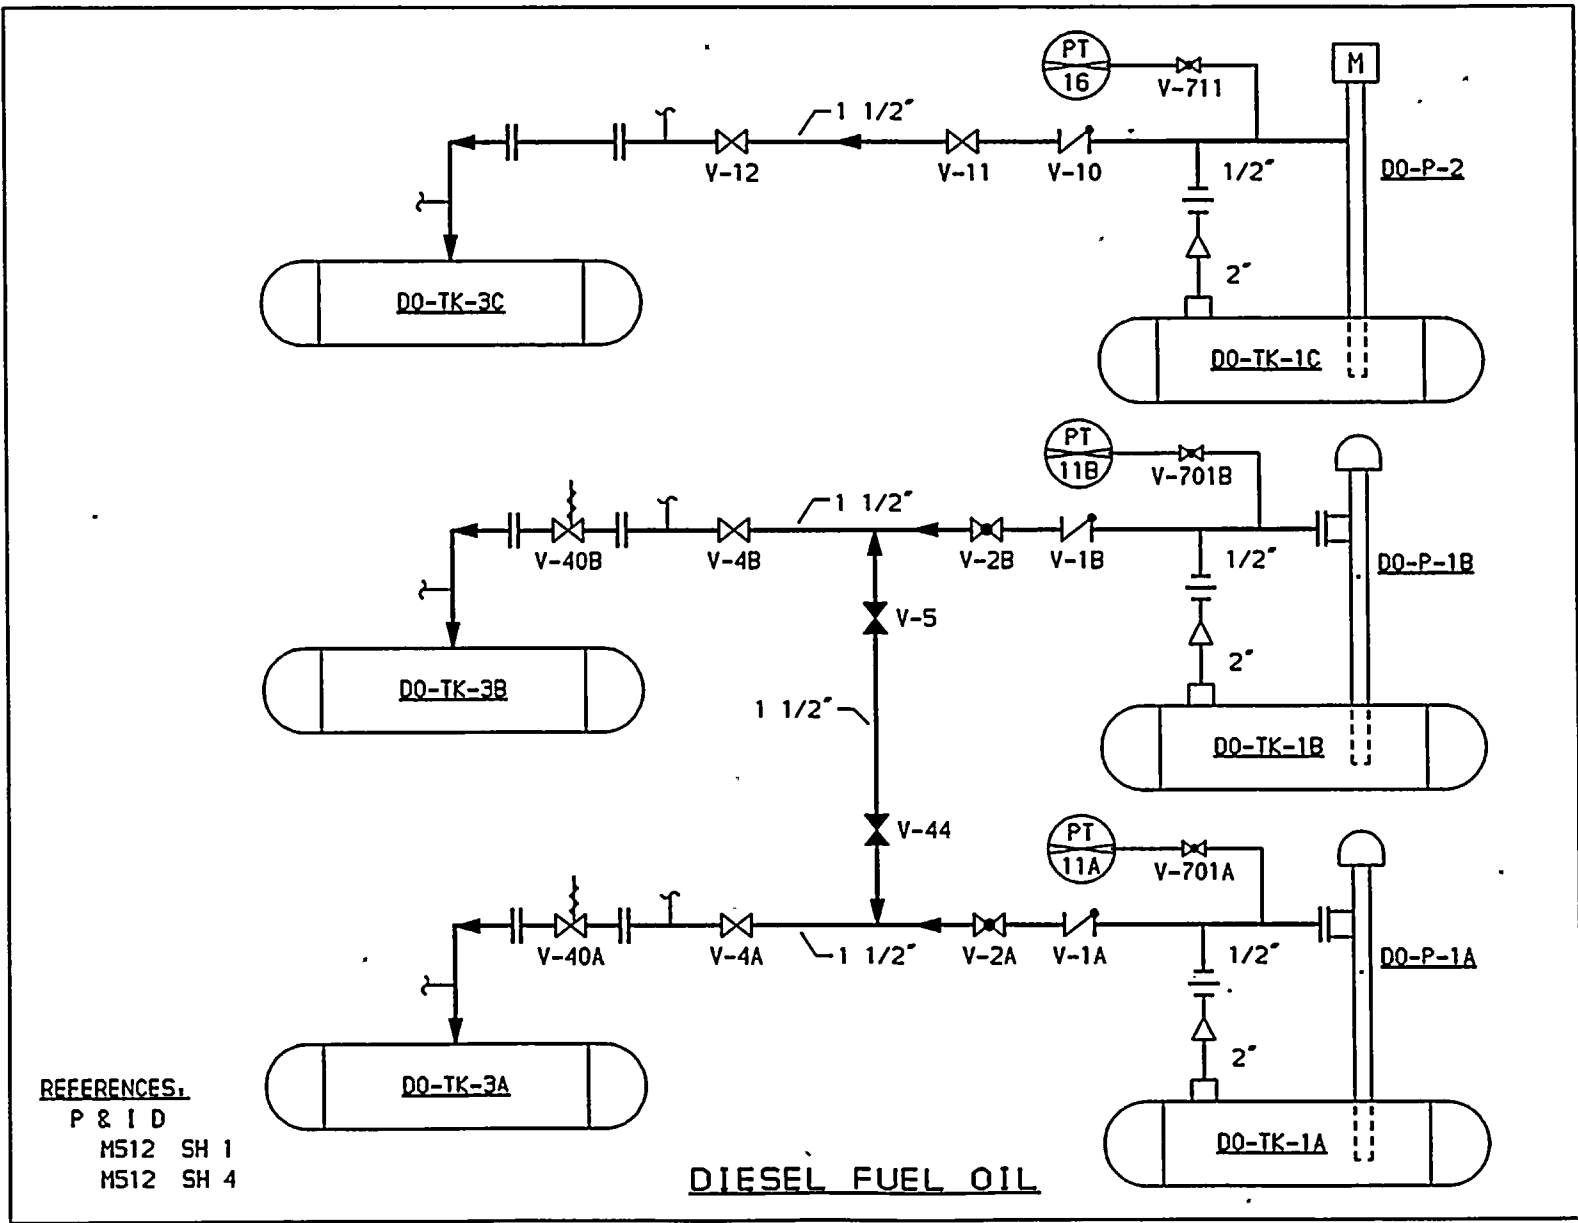 PT
16
V-711
M
1 1/2"
V-12
V-11
V-10
1/2"
DO-P-2
2"
DO-TK-3C
DO-TK-1C
PT
11B
V-701B
1 1/2"
V-40B
V-4B
V-2B
V-1B
1/2"
DO-P-1B
V-5
2"
DO-TK-3B
1 1/2"
DO-TK-1B
V-44
PT
11A
V-701A
V-40A
V-4A
1 1/2"
V-2A
V-1A
1/2"
DO-P-1A
2"
DO-TK-3A
DO-TK-1A
REFERENCES:
P & I D
M512 SH 1
M512 SH 4
DIESEL FUEL OIL